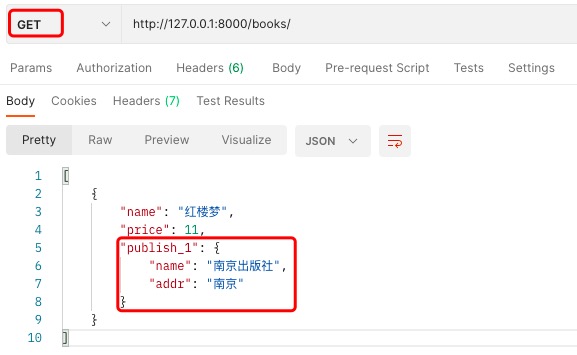 GET http://127.0.0.1:8000/books/
Params Authorization Headers (6) Body Pre-request Script Tests Settings
Body Cookies Headers (7) Test Results
Pretty Raw Preview Visualize JSON
1 [
2 {
3 "name": "红楼梦",
4 "price": 11,
5 "publish_1": {
6 "name": "南京出版社",
7 "addr": "南京"
8 }
9 }
10 ]